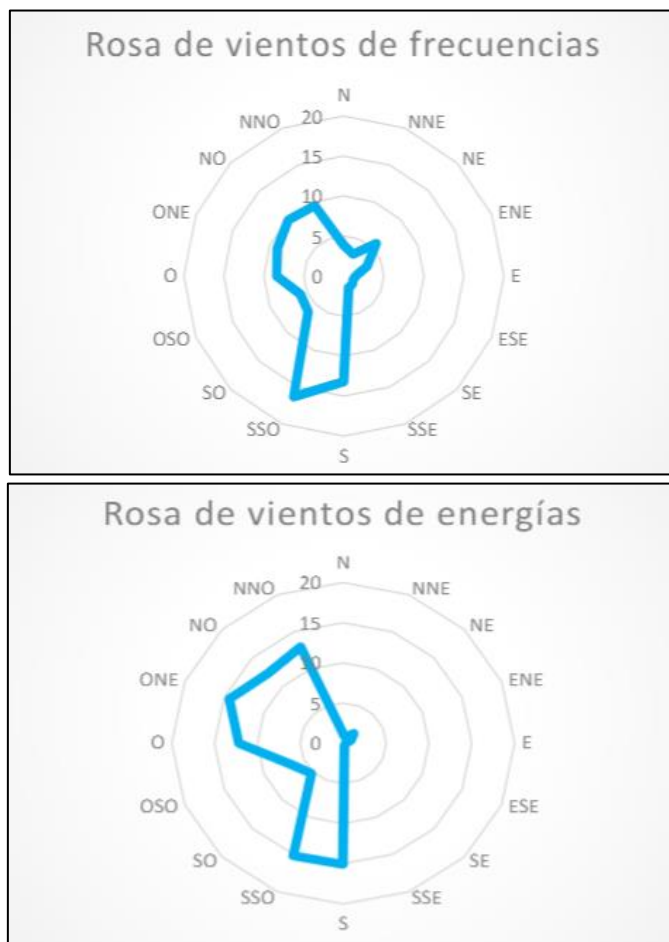 Rosa de vientos de frecuencias
N
NNO
20
NNE
NO
15
NE
ONE
10
ENE
5
O
0
E
OSO
ESE
SO
SE
SSO
SSE
S
Rosa de vientos de energías
N
NNO
20
NNE
NO
15
NE
ONE
10
ENE
5
O
0
E
OSO
ESE
SO
SE
SSO
SSE
S